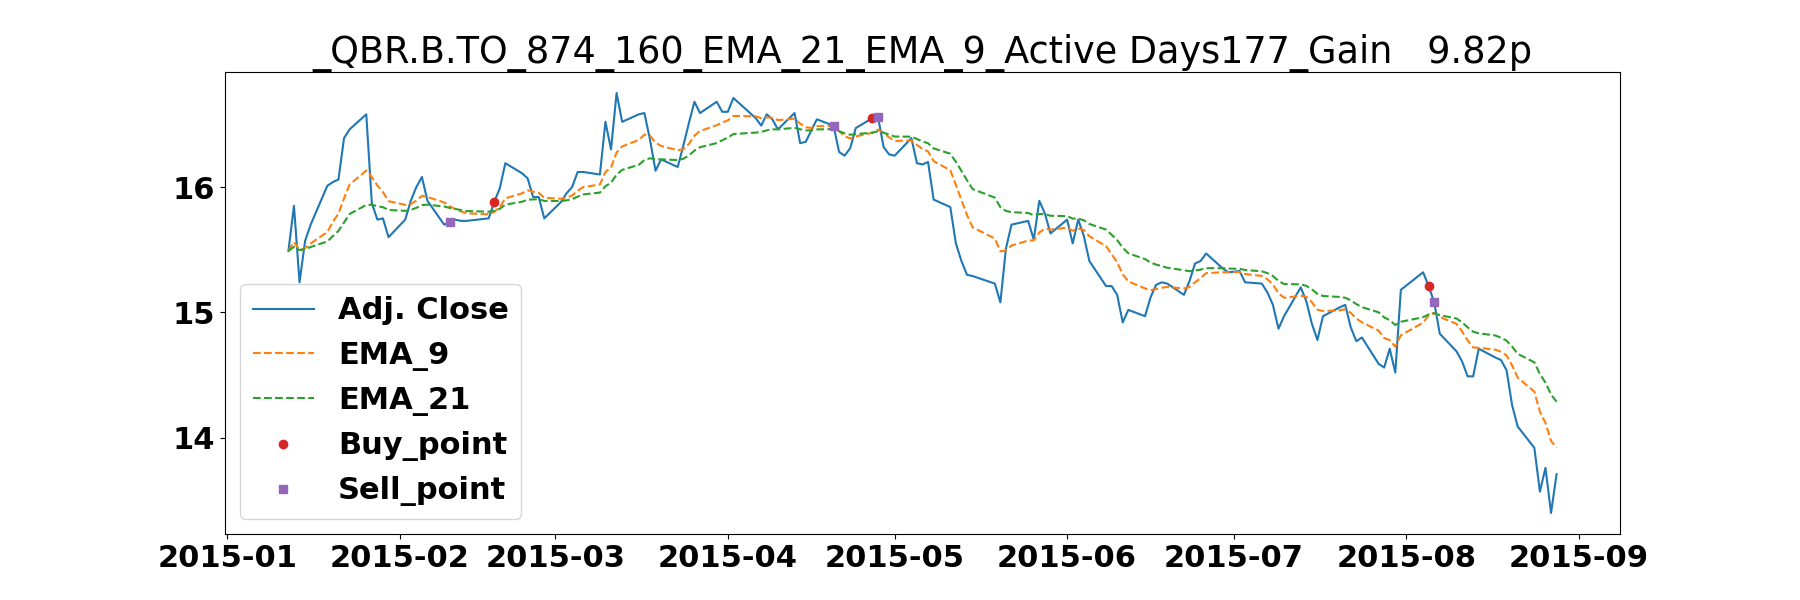 _QBR.B.TO_874_160_EMA_21_EMA_9_Active Days177_Gain   9.82p
16
15
14
Adj. Close
EMA_9
EMA_21
Buy_point
Sell_point
2015-01 2015-02 2015-03 2015-04 2015-05 2015-06 2015-07 2015-08 2015-09